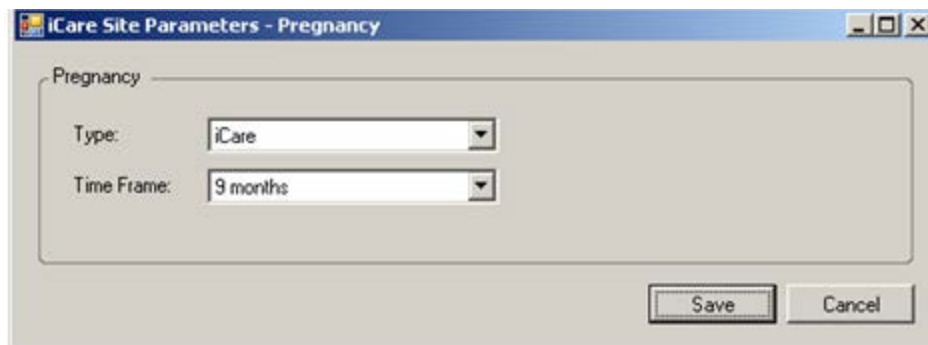 iCare Site Parameters - Pregnancy
Pregnancy
Type: iCare
Time Frame: 9 months
Save Cancel